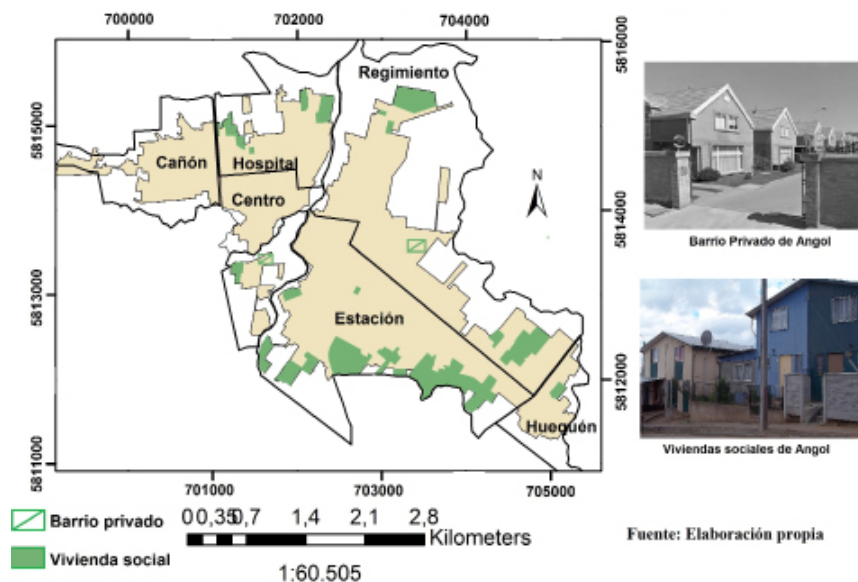 700000
702000
704000
5816000
5815000
5814000
5813000
5812000
5811000
Regimiento
Cañón
Hospital
Centro
N
Estación
Huequén
701000
703000
705000
Barrio privado
Vivienda social
0 0,35 0,7 1,4 2,1 2,8
Kilometers
1:60.505
Barrio Privado de Angol
Viviendas sociales de Angol
Fuente: Elaboración propia